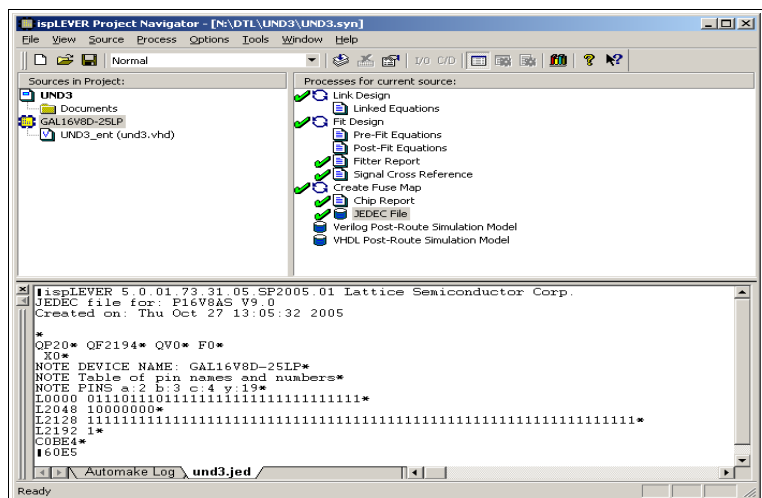 ispLEVER Project Navigator - [N:\DTL\UND3\UND3.syn]
File View Source Process Options Tools Window Help
Normal I/O C/D
Sources in Project:
UND3
Documents
GAL16V8D-25LP
UND3_ent (und3.vhd)
Processes for current source:
Link Design
Linked Equations
Fit Design
Pre-Fit Equations
Post-Fit Equations
Fitter Report
Signal Cross Reference
Create Fuse Map
Chip Report
JEDEC File
Verilog Post-Route Simulation Model
VHDL Post-Route Simulation Model
ispLEVER 5.0.01.73.31.05.SP2005.01 Lattice Semiconductor Corp.
JEDEC file for: P16V8AS V9.0
Created on: Thu Oct 27 13:05:32 2005
*
QP20* QF2194* QV0* F0*
X0*
NOTE DEVICE NAME: GAL16V8D-25LP*
NOTE Table of pin names and numbers*
NOTE PINS a:2 b:3 c:4 y:19*
L0000 01110111011111111111111111111111*
L2048 10000000*
L2128 1111111111111111111111111111111111111111111111111111111111111111*
L2192 1*
C0BE4*
60E5
Automake Log und3.jed
Ready